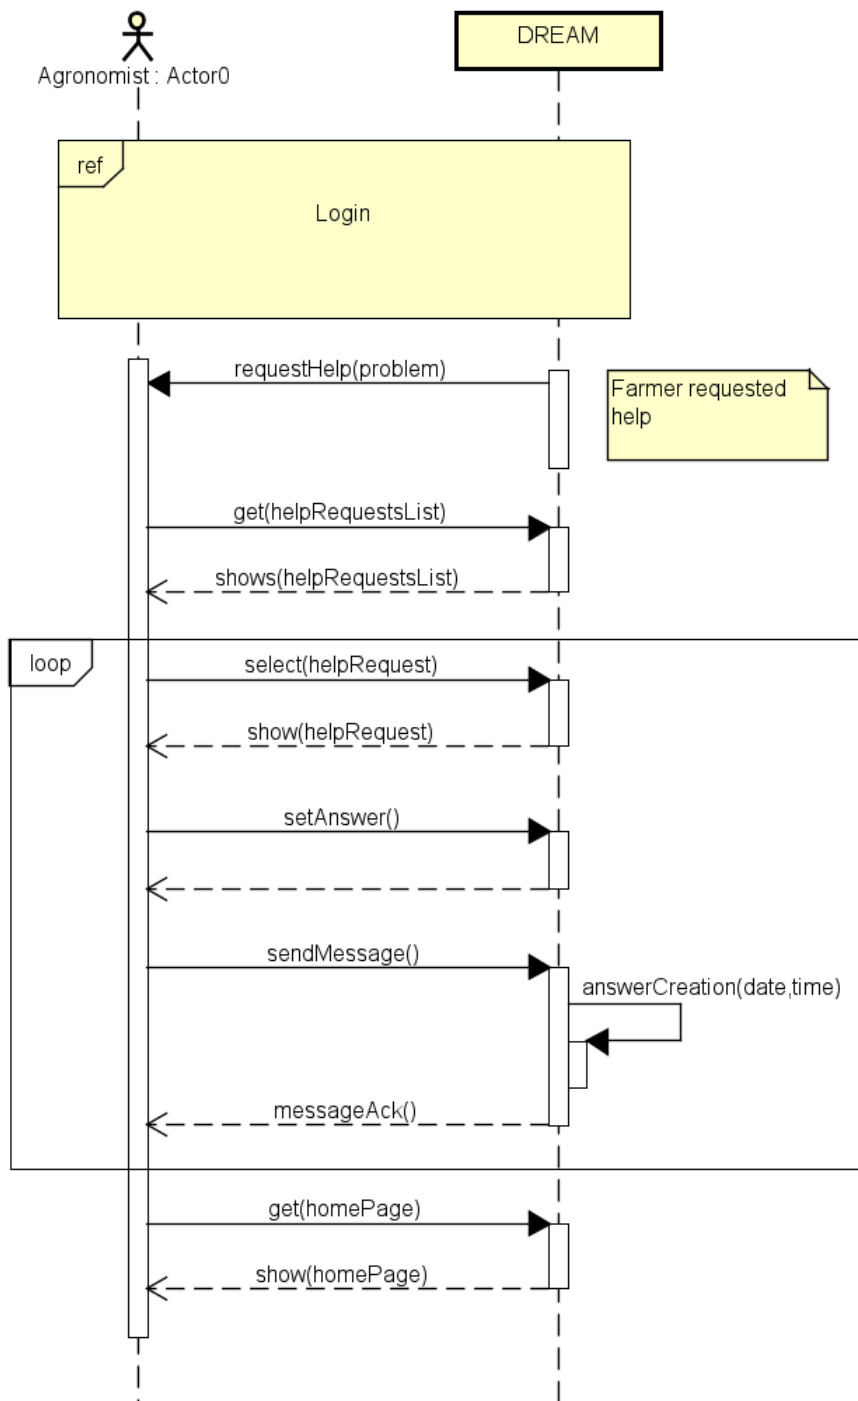 DREAM
Agronomist : Actor0
ref
Login
requestHelp(problem)
Farmer requested
help
get(helpRequestsList)
shows(helpRequestsList)
loop
select(helpRequest)
show(helpRequest)
setAnswer()
sendMessage()
answerCreation(date,time)
messageAck()
get(homePage)
show(homePage)